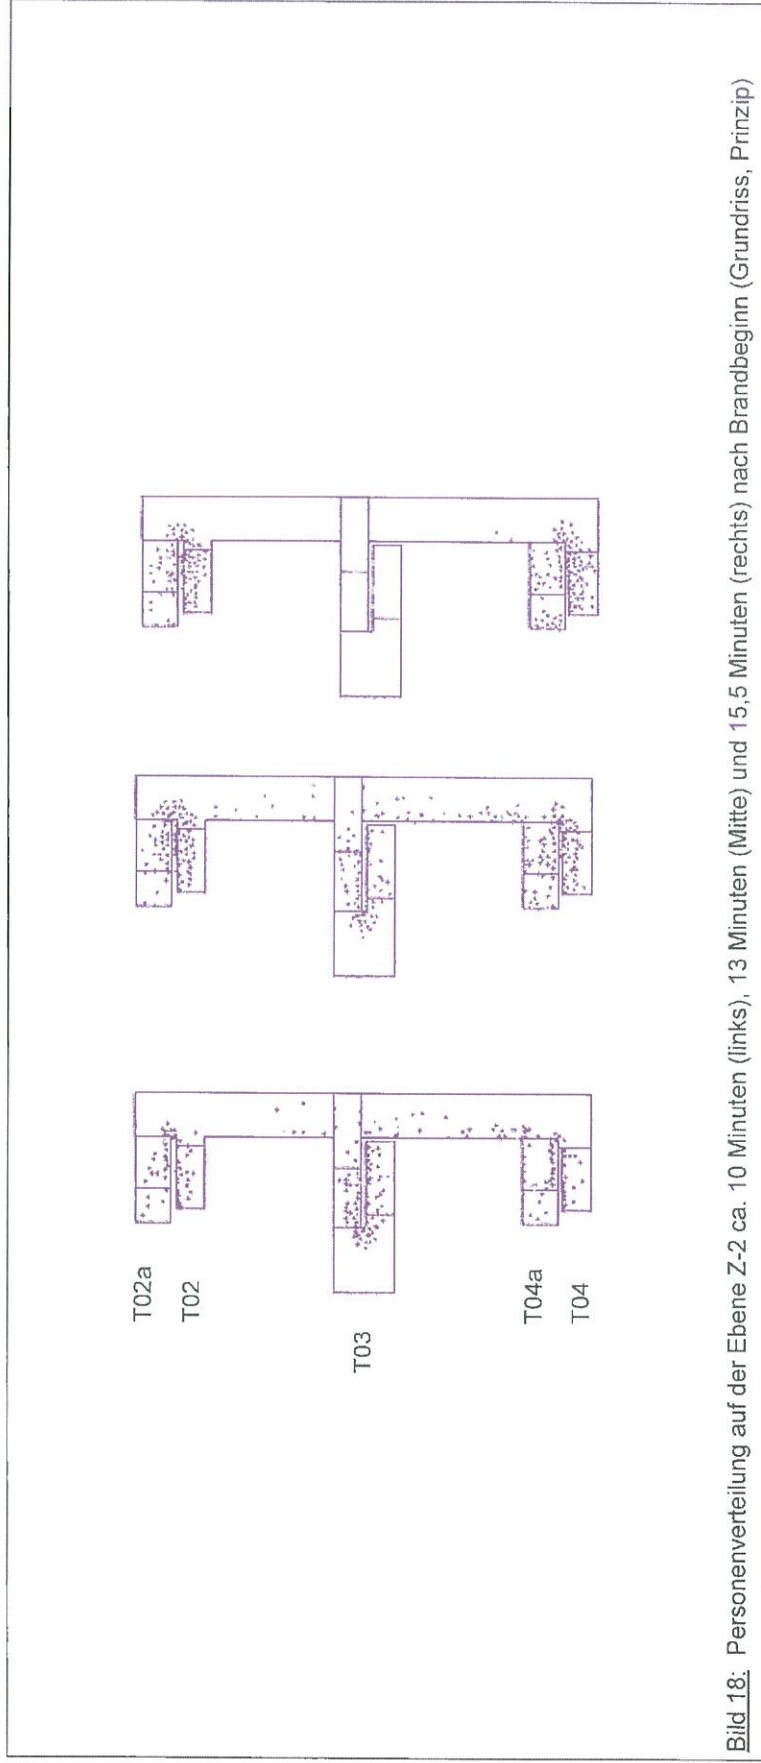 T02a
T02
T03
T04a
T04
Bild 18: Personenverteilung auf der Ebene Z-2 ca. 10 Minuten (links), 13 Minuten (Mitte) und 15,5 Minuten (rechts) nach Brandbeginn (Grundriss, Prinzip)